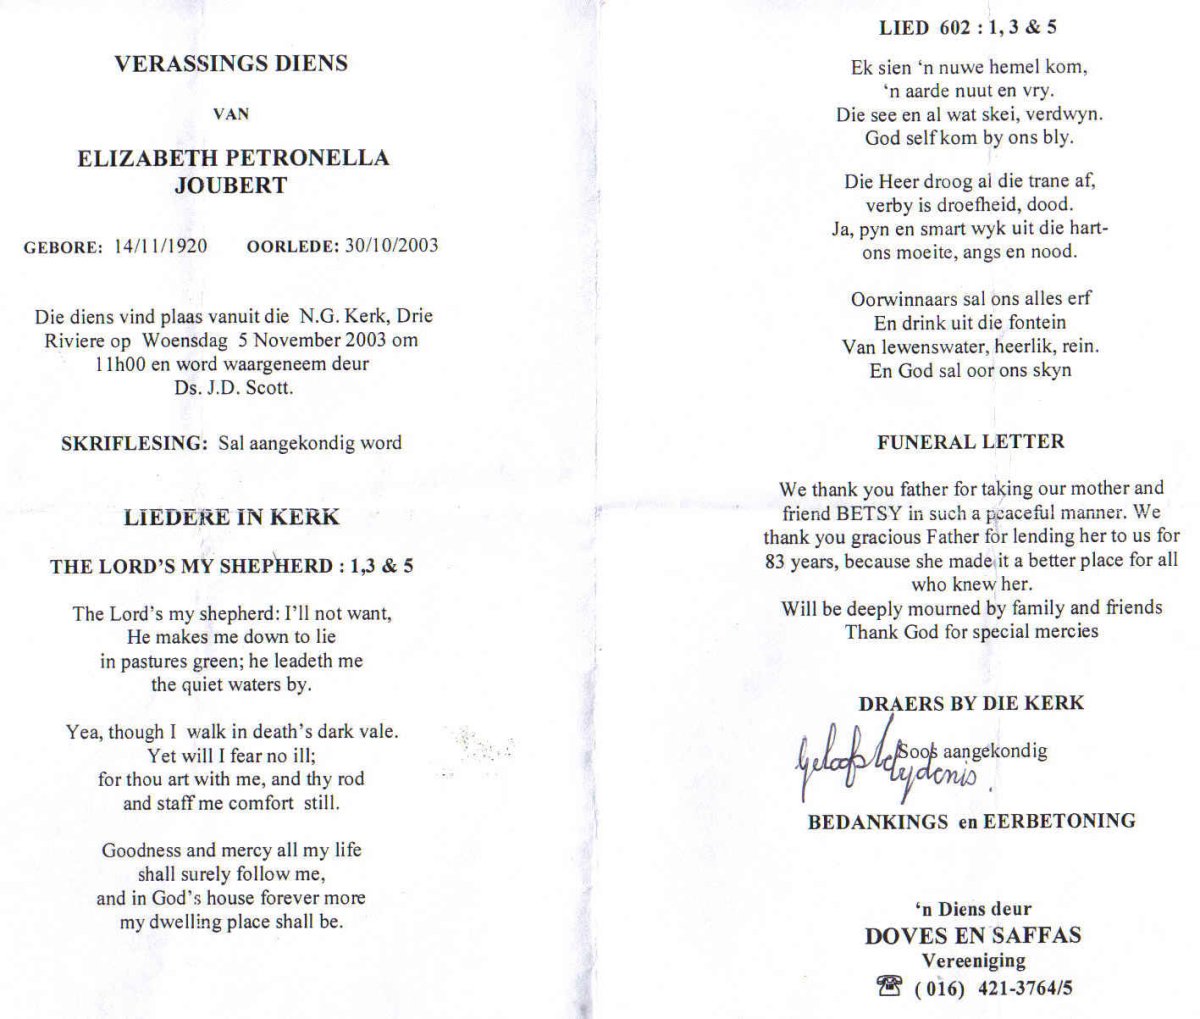 VERASSINGS DIENS
VAN
ELIZABETH PETRONELLA
JOUBERT
GEBORE: 14/11/1920 OORLEDE: 30/10/2003
Die diens vind plaas vanuit die N.G. Kerk, Drie
Riviere op Woensdag 5 November 2003 om
11h00 en word waargeneem deur
Ds. J.D. Scott.
SKRIFLESING: Sal aangekondig word
LIEDERE IN KERK
THE LORD'S MY SHEPHERD : 1,3 & 5
The Lord's my shepherd: I'll not want,
He makes me down to lie
in pastures green; he leadeth me
the quiet waters by.
Yea, though I walk in death's dark vale.
Yet will I fear no ill;
for thou art with me, and thy rod
and staff me comfort still.
Goodness and mercy all my life
shall surely follow me,
and in God's house forever more
my dwelling place shall be.
LIED 602 : 1, 3 & 5
Ek sien 'n nuwe hemel kom,
'n aarde nuut en vry.
Die see en al wat skei, verdwyn.
God self kom by ons bly.
Die Heer droog al die trane af,
verby is droefheid, dood.
Ja, pyn en smart wyk uit die hart-
ons moeite, angs en nood.
Oorwinnaars sal ons alles erf
En drink uit die fontein
Van lewenswater, heerlik, rein.
En God sal oor ons skyn
FUNERAL LETTER
We thank you father for taking our mother and
friend BETSY in such a peaceful manner. We
thank you gracious Father for lending her to us for
83 years, because she made it a better place for all
who knew her.
Will be deeply mourned by family and friends
Thank God for special mercies
DRAERS BY DIE KERK
Soos aangekondig
Geloofsbelydenis.
BEDANKINGS en EERBETONING
'n Diens deur
DOVES EN SAFFAS
Vereeniging
☎ (016) 421-3764/5